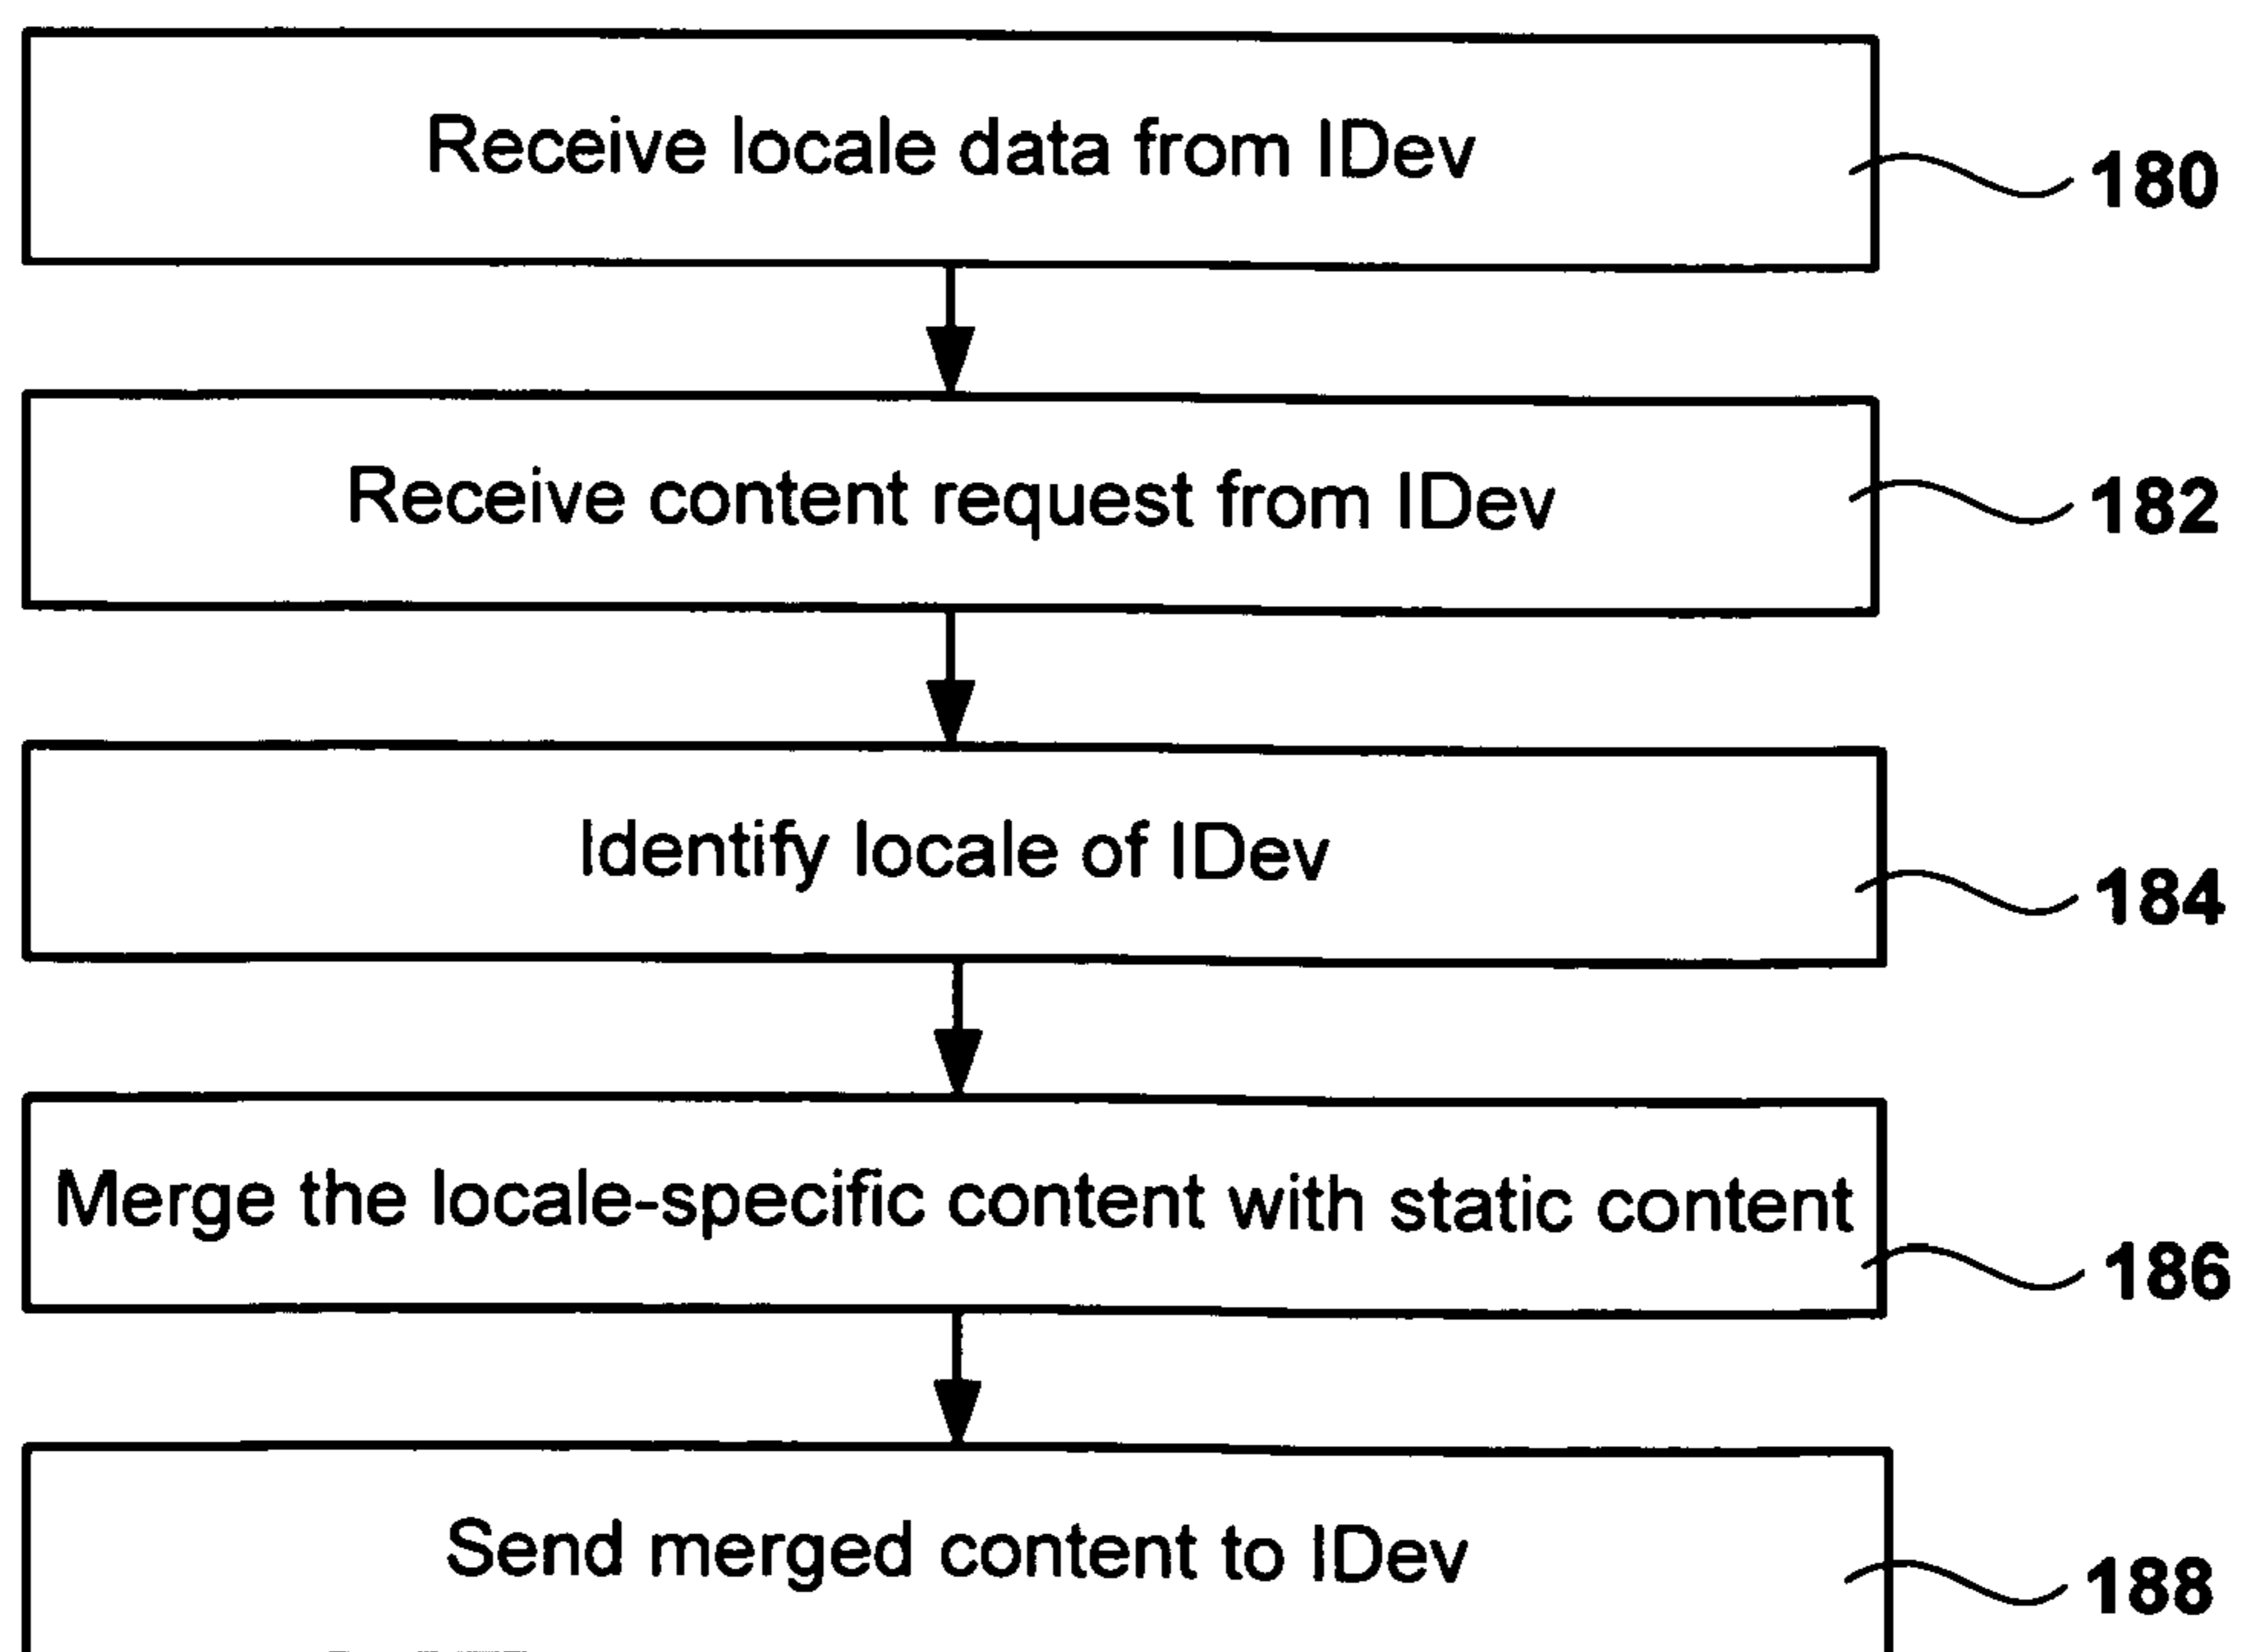 Receive locale data from IDev
180
Receive content request from IDev
182
Identify locale of IDev
184
Merge the locale-specific content with static content
186
Send merged content to IDev
188